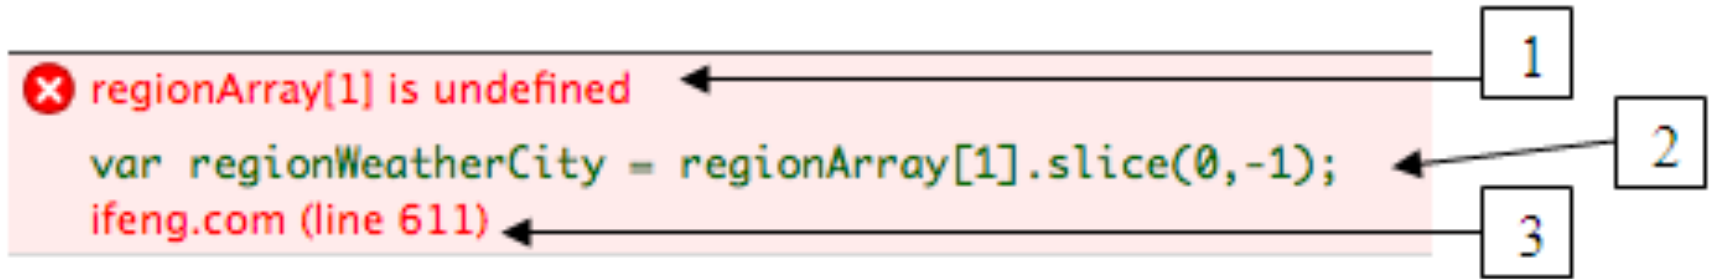 1
regionArray[1] is undefined
var regionWeatherCity = regionArray[1].slice(0,-1);
2
ifeng.com (line 611)
3